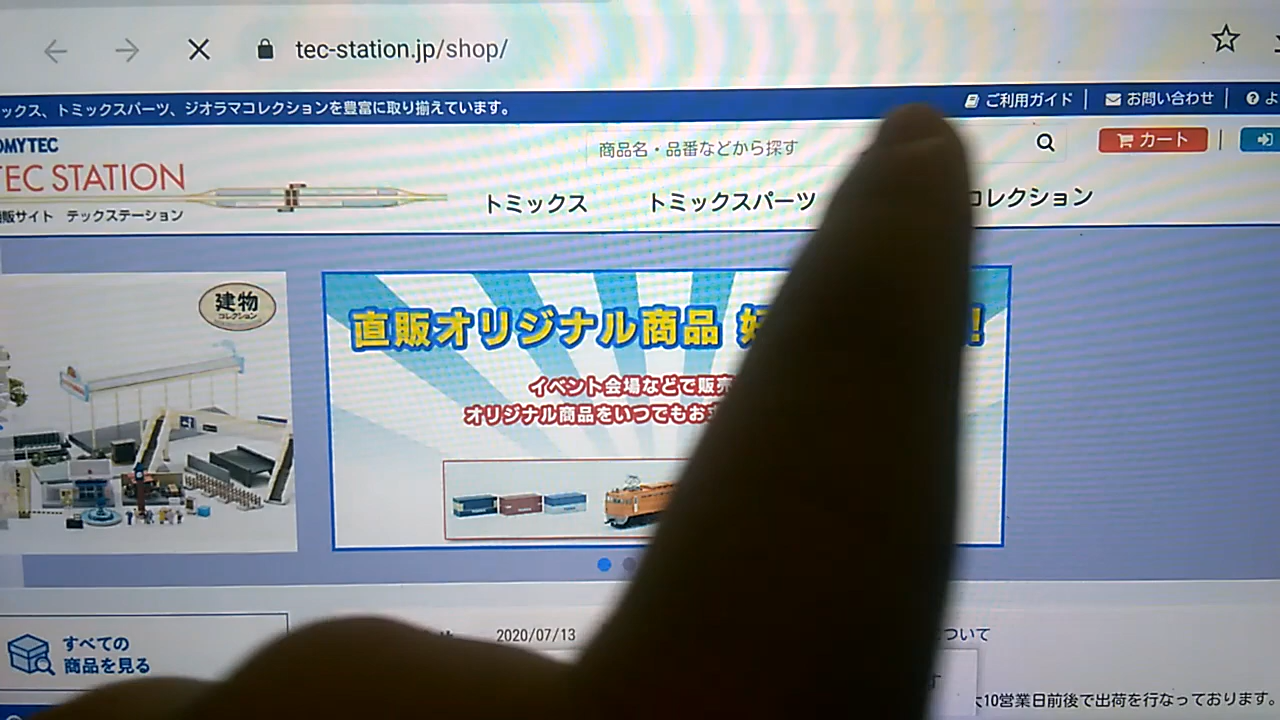 tec-station.jp/shop/
ックス、トミックスパーツ、ジオラマコレクションを豊富に取り揃えています。
ご利用ガイド
お問い合わせ
よ
OMYTEC
TEC STATION
販サイト テックステーション
商品名・品番などから探す
カート
トミックス
トミックスパーツ
コレクション
建物
コレクション
直販オリジナル商品 !
イベント会場などで販売
オリジナル商品をいつでもお
すべての
商品を見る
2020/07/13
ついて
10営業日前後で出荷を行なっております。